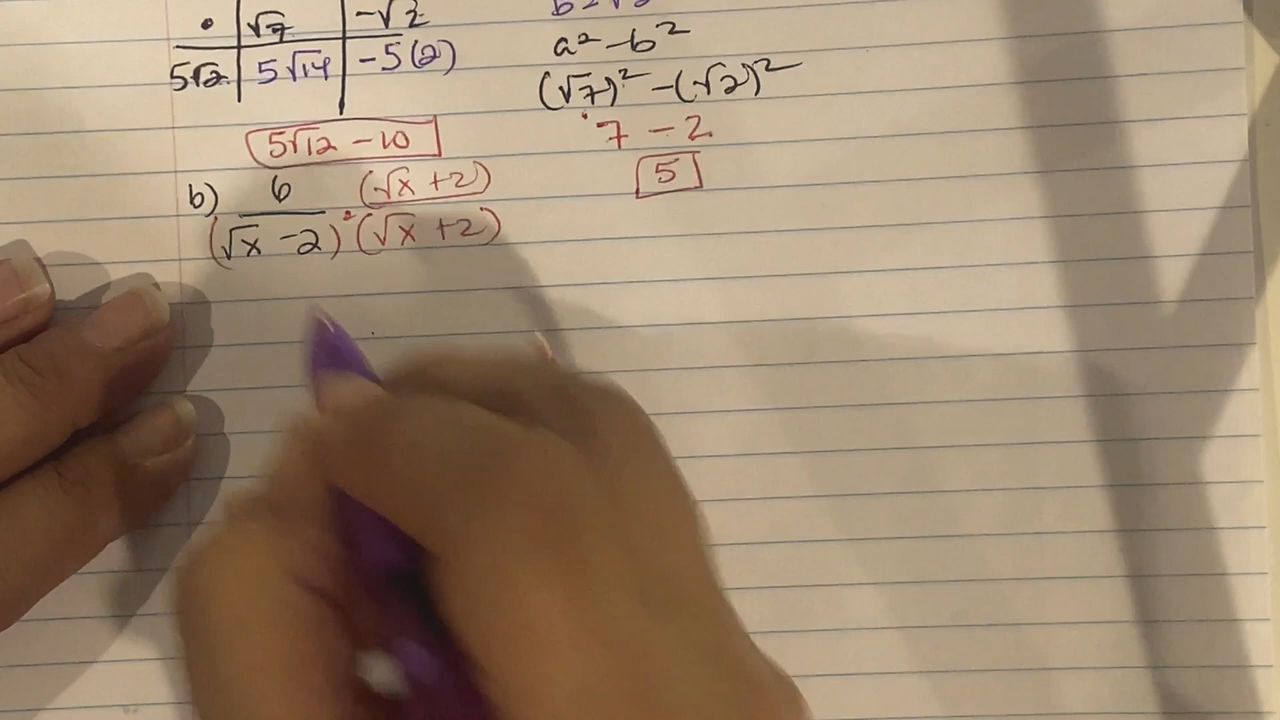 • √7 -√2
5√2 5√14 -5(2)
5√12 - 10
a² - b²
(√7)² - (√2)²
7 - 2
5
b) 6 (√x + 2)
(√x - 2) • (√x + 2)